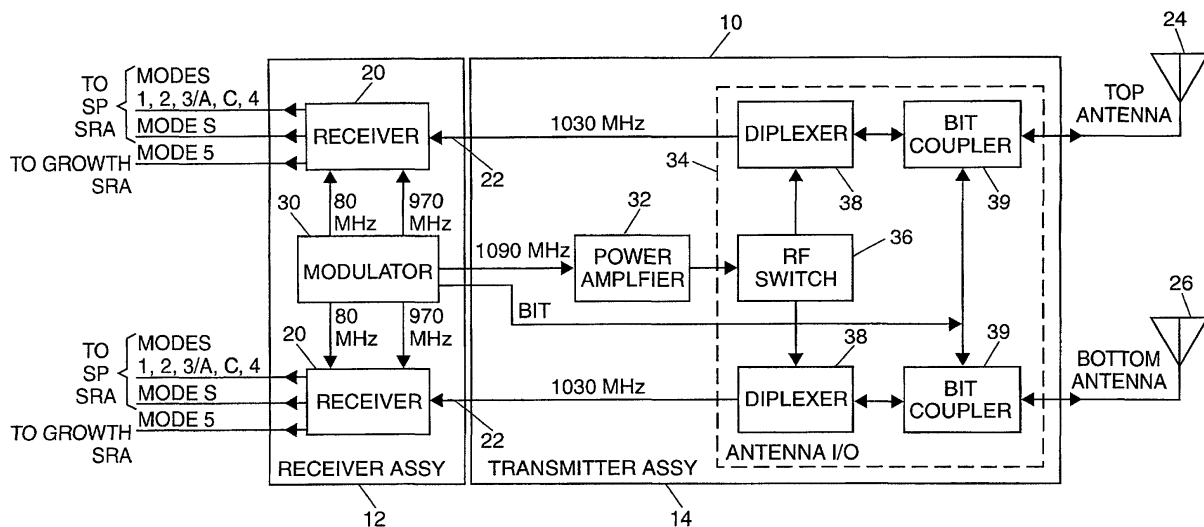 10
24
20
MODES
1, 2, 3/A, C, 4
TO
SP
SRA
MODE S
TO GROWTH
SRA
MODE 5
RECEIVER
1030 MHz
22
DIPLEXER
38
BIT
COUPLER
39
TOP
ANTENNA
34
80
MHz
970
MHz
30
MODULATOR
1090 MHz
32
POWER
AMPLFIER
RF
SWITCH
36
BIT
80
MHz
970
MHz
26
20
MODES
1, 2, 3/A, C, 4
TO
SP
SRA
MODE S
TO GROWTH
SRA
MODE 5
RECEIVER
1030 MHz
22
38
DIPLEXER
39
BIT
COUPLER
BOTTOM
ANTENNA
ANTENNA I/O
RECEIVER ASSY
TRANSMITTER ASSY
12
14